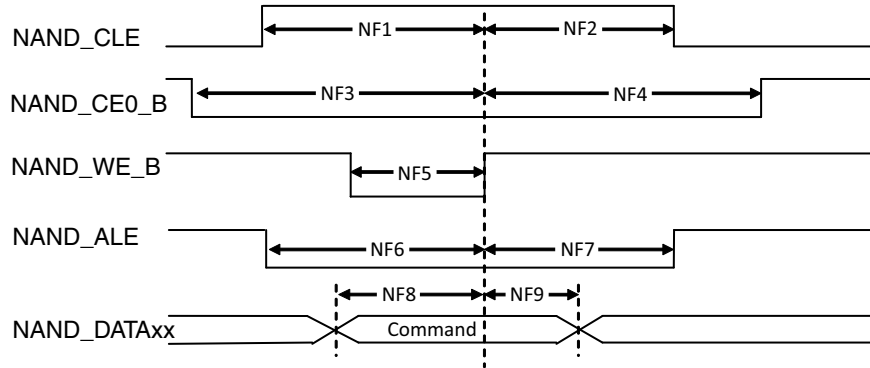 NAND_CLE
NF1
NF2
NAND_CE0_B
NF3
NF4
NAND_WE_B
NF5
NAND_ALE
NF6
NF7
NF8
NF9
NAND_DATAxx
Command